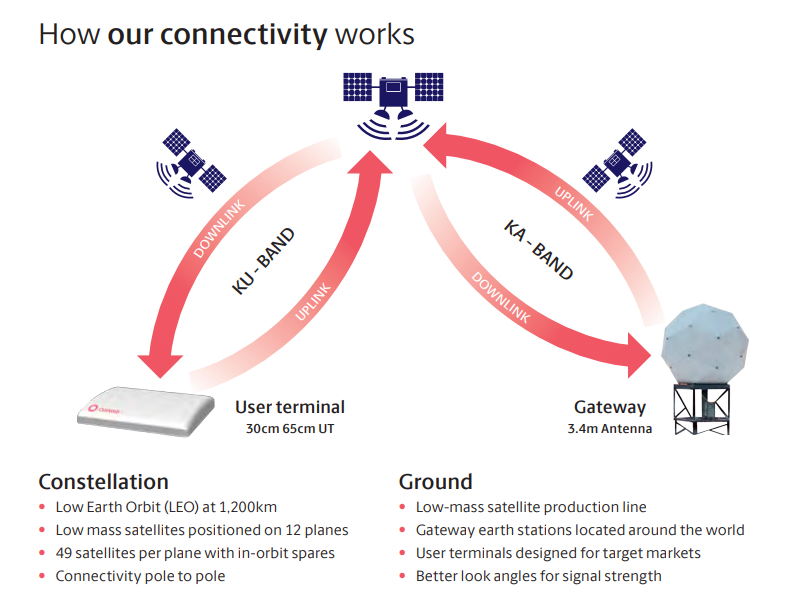 How our connectivity works
DOWNLINK
KU - BAND
UPLINK
UPLINK
KA - BAND
DOWNLINK
User terminal
30cm 65cm UT
Gateway
3.4m Antenna
Constellation
• Low Earth Orbit (LEO) at 1,200km
• Low mass satellites positioned on 12 planes
• 49 satellites per plane with in-orbit spares
• Connectivity pole to pole
Ground
• Low-mass satellite production line
• Gateway earth stations located around the world
• User terminals designed for target markets
• Better look angles for signal strength